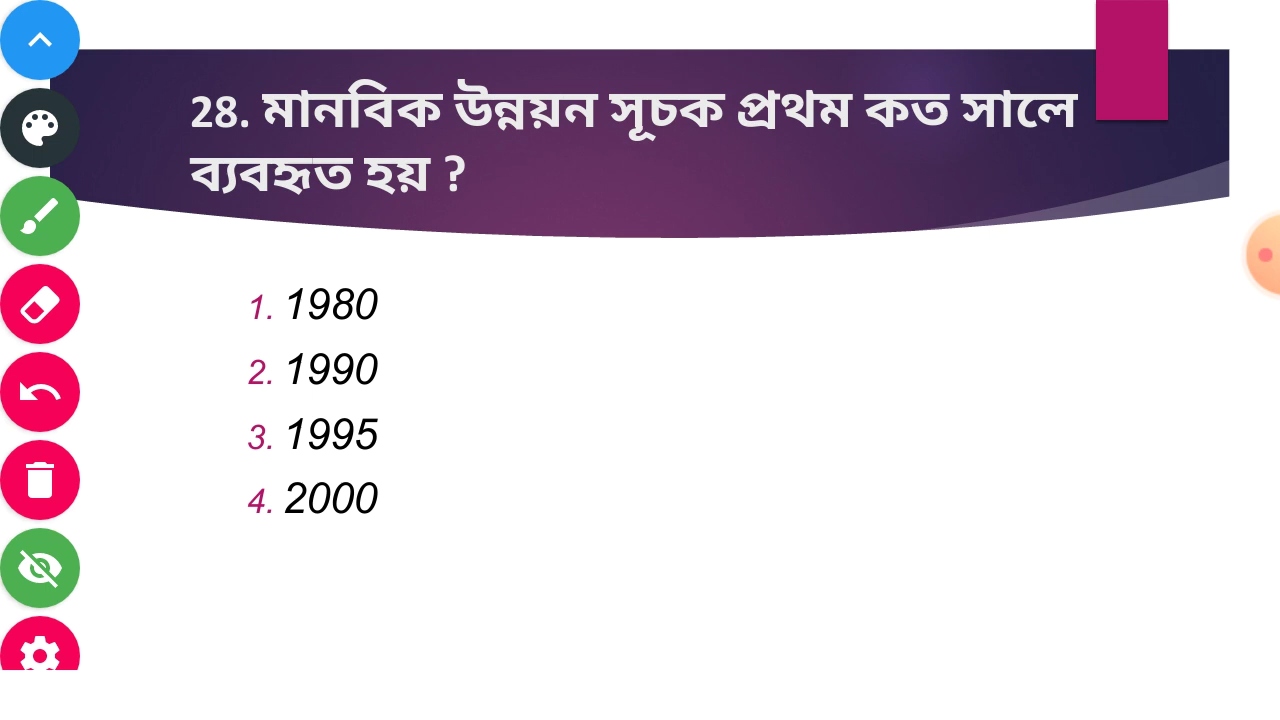 28. মানবিক উন্নয়ন সূচক প্রথম কত সালে
ব্যবহৃত হয় ?
1. 1980
2. 1990
3. 1995
4. 2000